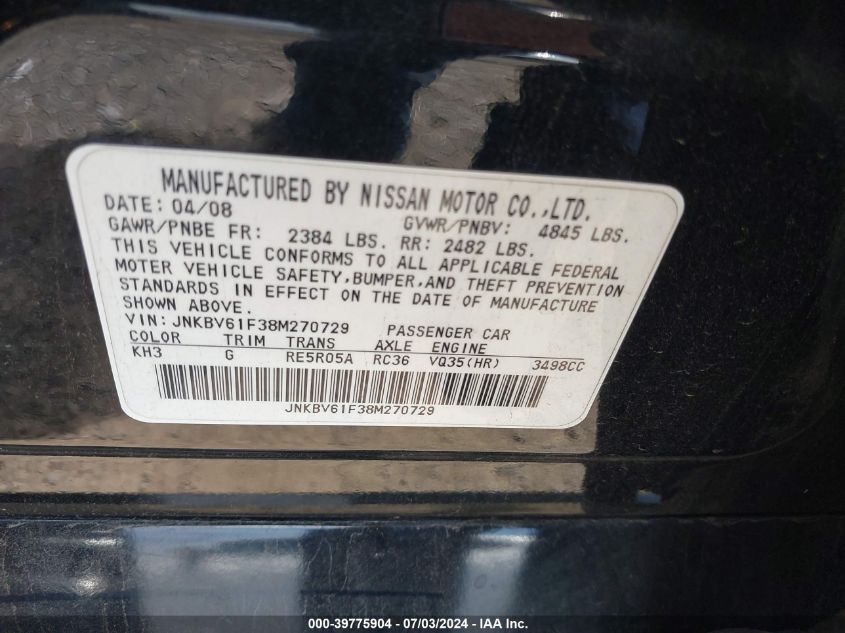 MANUFACTURED BY NISSAN MOTOR CO.,LTD.
DATE: 04/08 GVWR/PNBV: 4845 LBS.
GAWR/PNBE FR: 2384 LBS. RR: 2482 LBS.
THIS VEHICLE CONFORMS TO ALL APPLICABLE FEDERAL
MOTER VEHICLE SAFETY,BUMPER,AND THEFT PREVENTION
STANDARDS IN EFFECT ON THE DATE OF MANUFACTURE
SHOWN ABOVE.
VIN:JNKBV61F38M270729 PASSENGER CAR
COLOR TRIM TRANS AXLE ENGINE
KH3 G RE5R05A RC36 VQ35(HR) 3498CC
JNKBV61F38M270729
000-39775904 - 07/03/2024 - IAA Inc.